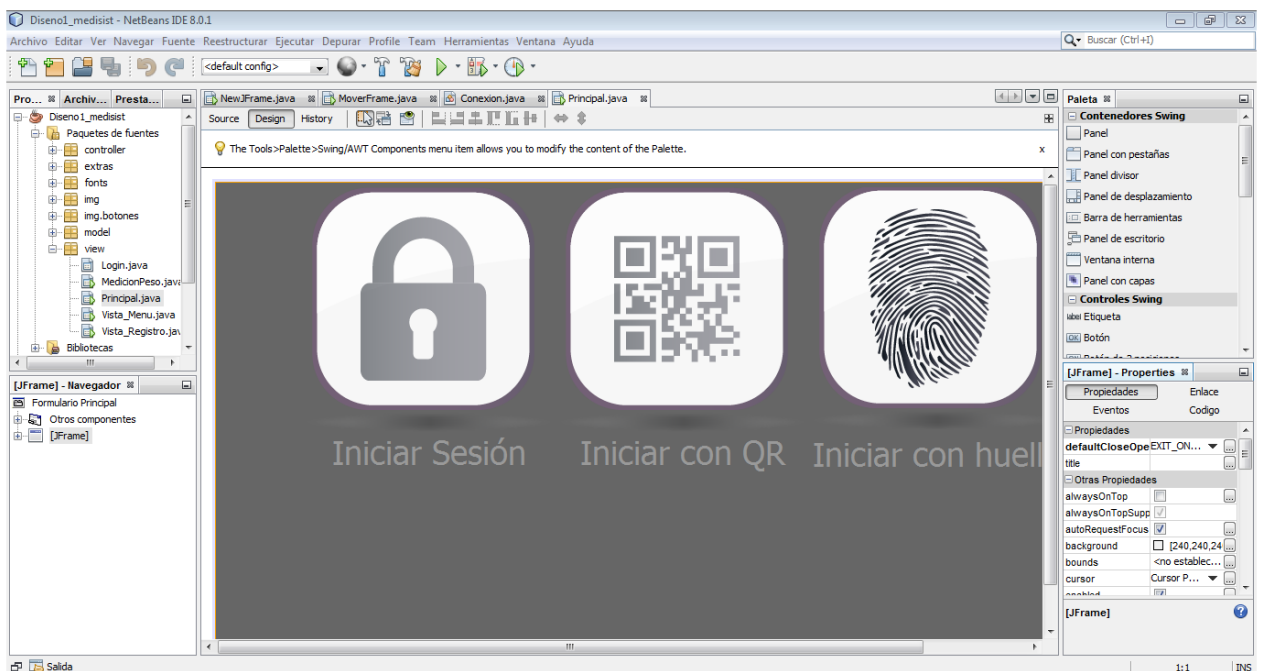 Diseno1_medisist - NetBeans IDE 8.0.1
Archivo Editar Ver Navegar Fuente Reestructurar Ejecutar Depurar Profile Team Herramientas Ventana Ayuda
Buscar (Ctrl+I)
<default config>
Pro... Archiv... Presta...
Diseno1_medisist
Paquetes de fuentes
controller
extras
fonts
img
img.botones
model
view
Login.java
MedicionPeso.java
Principal.java
Vista_Menu.java
Vista_Registro.jav
Bibliotecas
[JFrame] - Navegador
Formulario Principal
Otros componentes
[JFrame]
NewJFrame.java MoverFrame.java Conexion.java Principal.java
Source Design History
The Tools>Palette>Swing/AWT Components menu item allows you to modify the content of the Palette. x
Iniciar Sesión Iniciar con QR Iniciar con huell
Paleta
Contenedores Swing
Panel
Panel con pestañas
Panel divisor
Panel de desplazamiento
Barra de herramientas
Panel de escritorio
Ventana interna
Panel con capas
Controles Swing
label Etiqueta
OK Botón
[JFrame] - Properties
Propiedades Enlace
Eventos Codigo
Propiedades
defaultCloseOpe EXIT_ON...
title
Otras Propiedades
alwaysOnTop
alwaysOnTopSupp
autoRequestFocus
background [240,240,24
bounds <no establec...
cursor Cursor P...
[JFrame]
Salida
1:1 INS